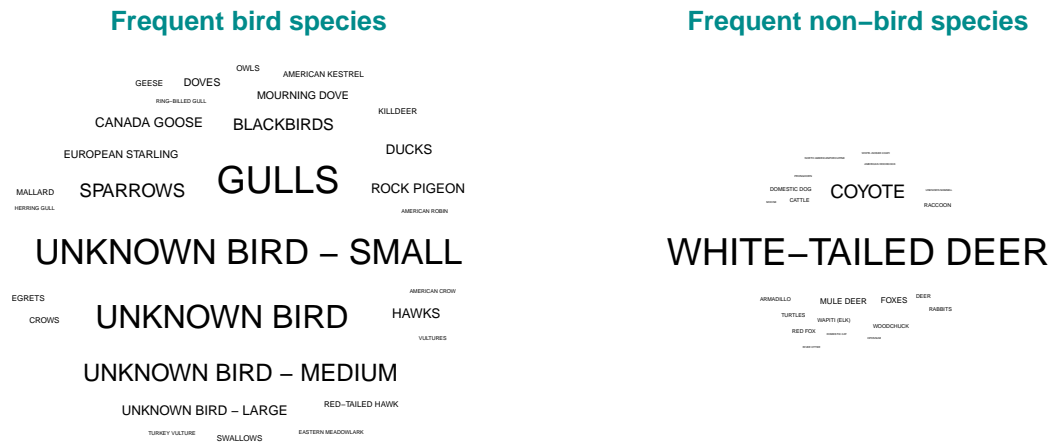 Frequent bird species
OWLS
AMERICAN KESTREL
GEESE
DOVES
MOURNING DOVE
RING−BILLED GULL
KILLDEER
CANADA GOOSE
BLACKBIRDS
DUCKS
EUROPEAN STARLING
GULLS
SPARROWS
ROCK PIGEON
MALLARD
HERRING GULL
AMERICAN ROBIN
UNKNOWN BIRD − SMALL
AMERICAN CROW
EGRETS
UNKNOWN BIRD
HAWKS
CROWS
VULTURES
UNKNOWN BIRD − MEDIUM
RED−TAILED HAWK
UNKNOWN BIRD − LARGE
TURKEY VULTURE
EASTERN MEADOWLARK
SWALLOWS
Frequent non−bird species
DOMESTIC DOG
COYOTE
CATTLE
RACCOON
WHITE−TAILED DEER
DEER
ARMADILLO
MULE DEER
FOXES
RABBITS
TURTLES
WAPITI (ELK)
WOODCHUCK
RED FOX